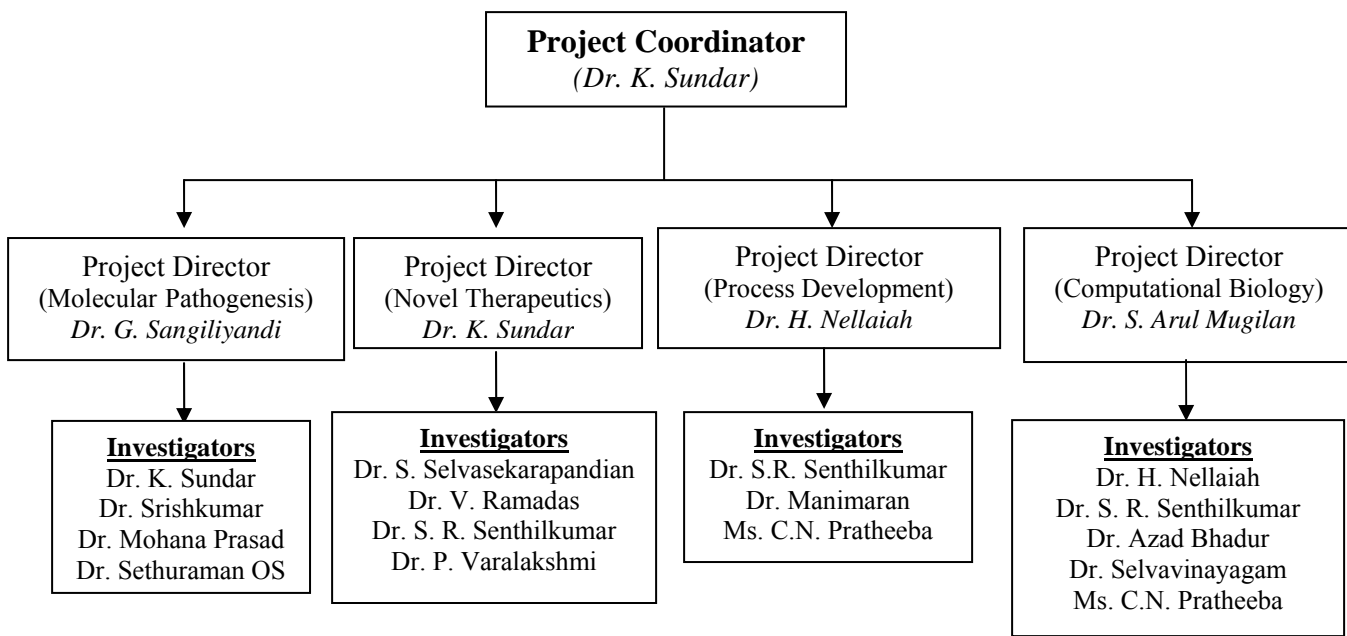 Project Coordinator
(Dr. K. Sundar)
Project Director
(Molecular Pathogenesis)
Dr. G. Sangiliyandi
Project Director
(Novel Therapeutics)
Dr. K. Sundar
Project Director
(Process Development)
Dr. H. Nellaiah
Project Director
(Computational Biology)
Dr. S. Arul Mugilan
Investigators
Dr. K. Sundar
Dr. Srishkumar
Dr. Mohana Prasad
Dr. Sethuraman OS
Investigators
Dr. S. Selvasekarapandian
Dr. V. Ramadas
Dr. S. R. Senthilkumar
Dr. P. Varalakshmi
Investigators
Dr. S.R. Senthilkumar
Dr. Manimaran
Ms. C.N. Pratheeba
Investigators
Dr. H. Nellaiah
Dr. S. R. Senthilkumar
Dr. Azad Bhadur
Dr. Selvavinayagam
Ms. C.N. Pratheeba